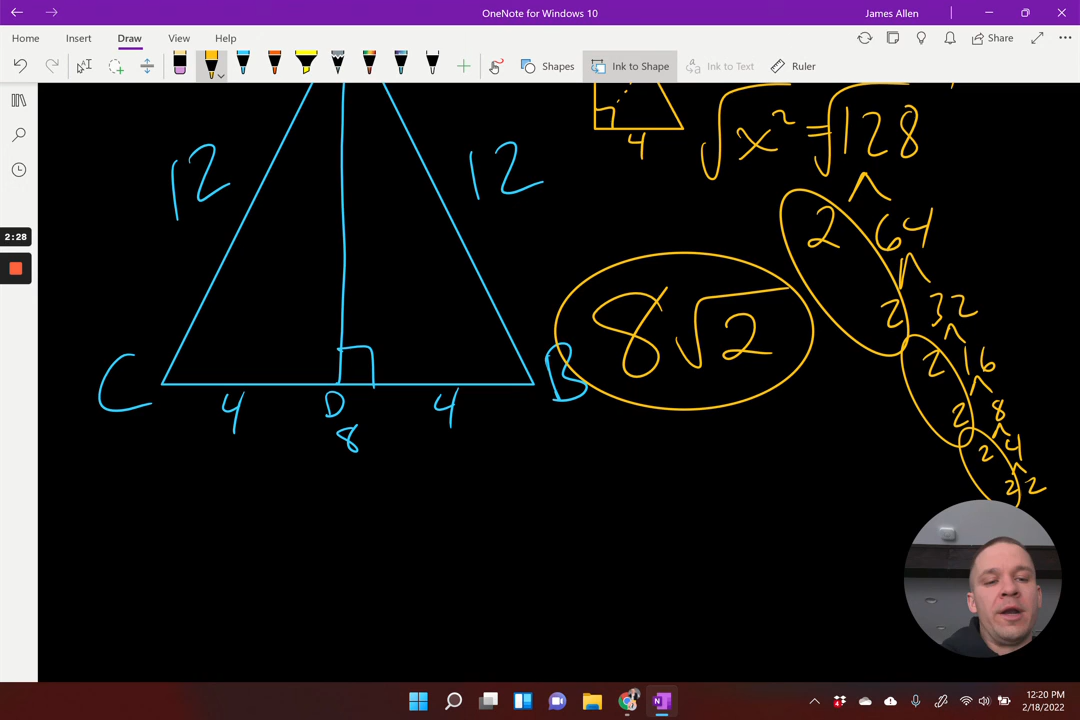 OneNote for Windows 10
James Allen
Home Insert Draw View Help
Share
Shapes Ink to Shape Ink to Text Ruler
2:28
12
12
C
B
4 D 4
8
4
√x² = √128
2 64
2 32
2 16
2 8
2 4
2 2
8√2
12:20 PM
2/18/2022